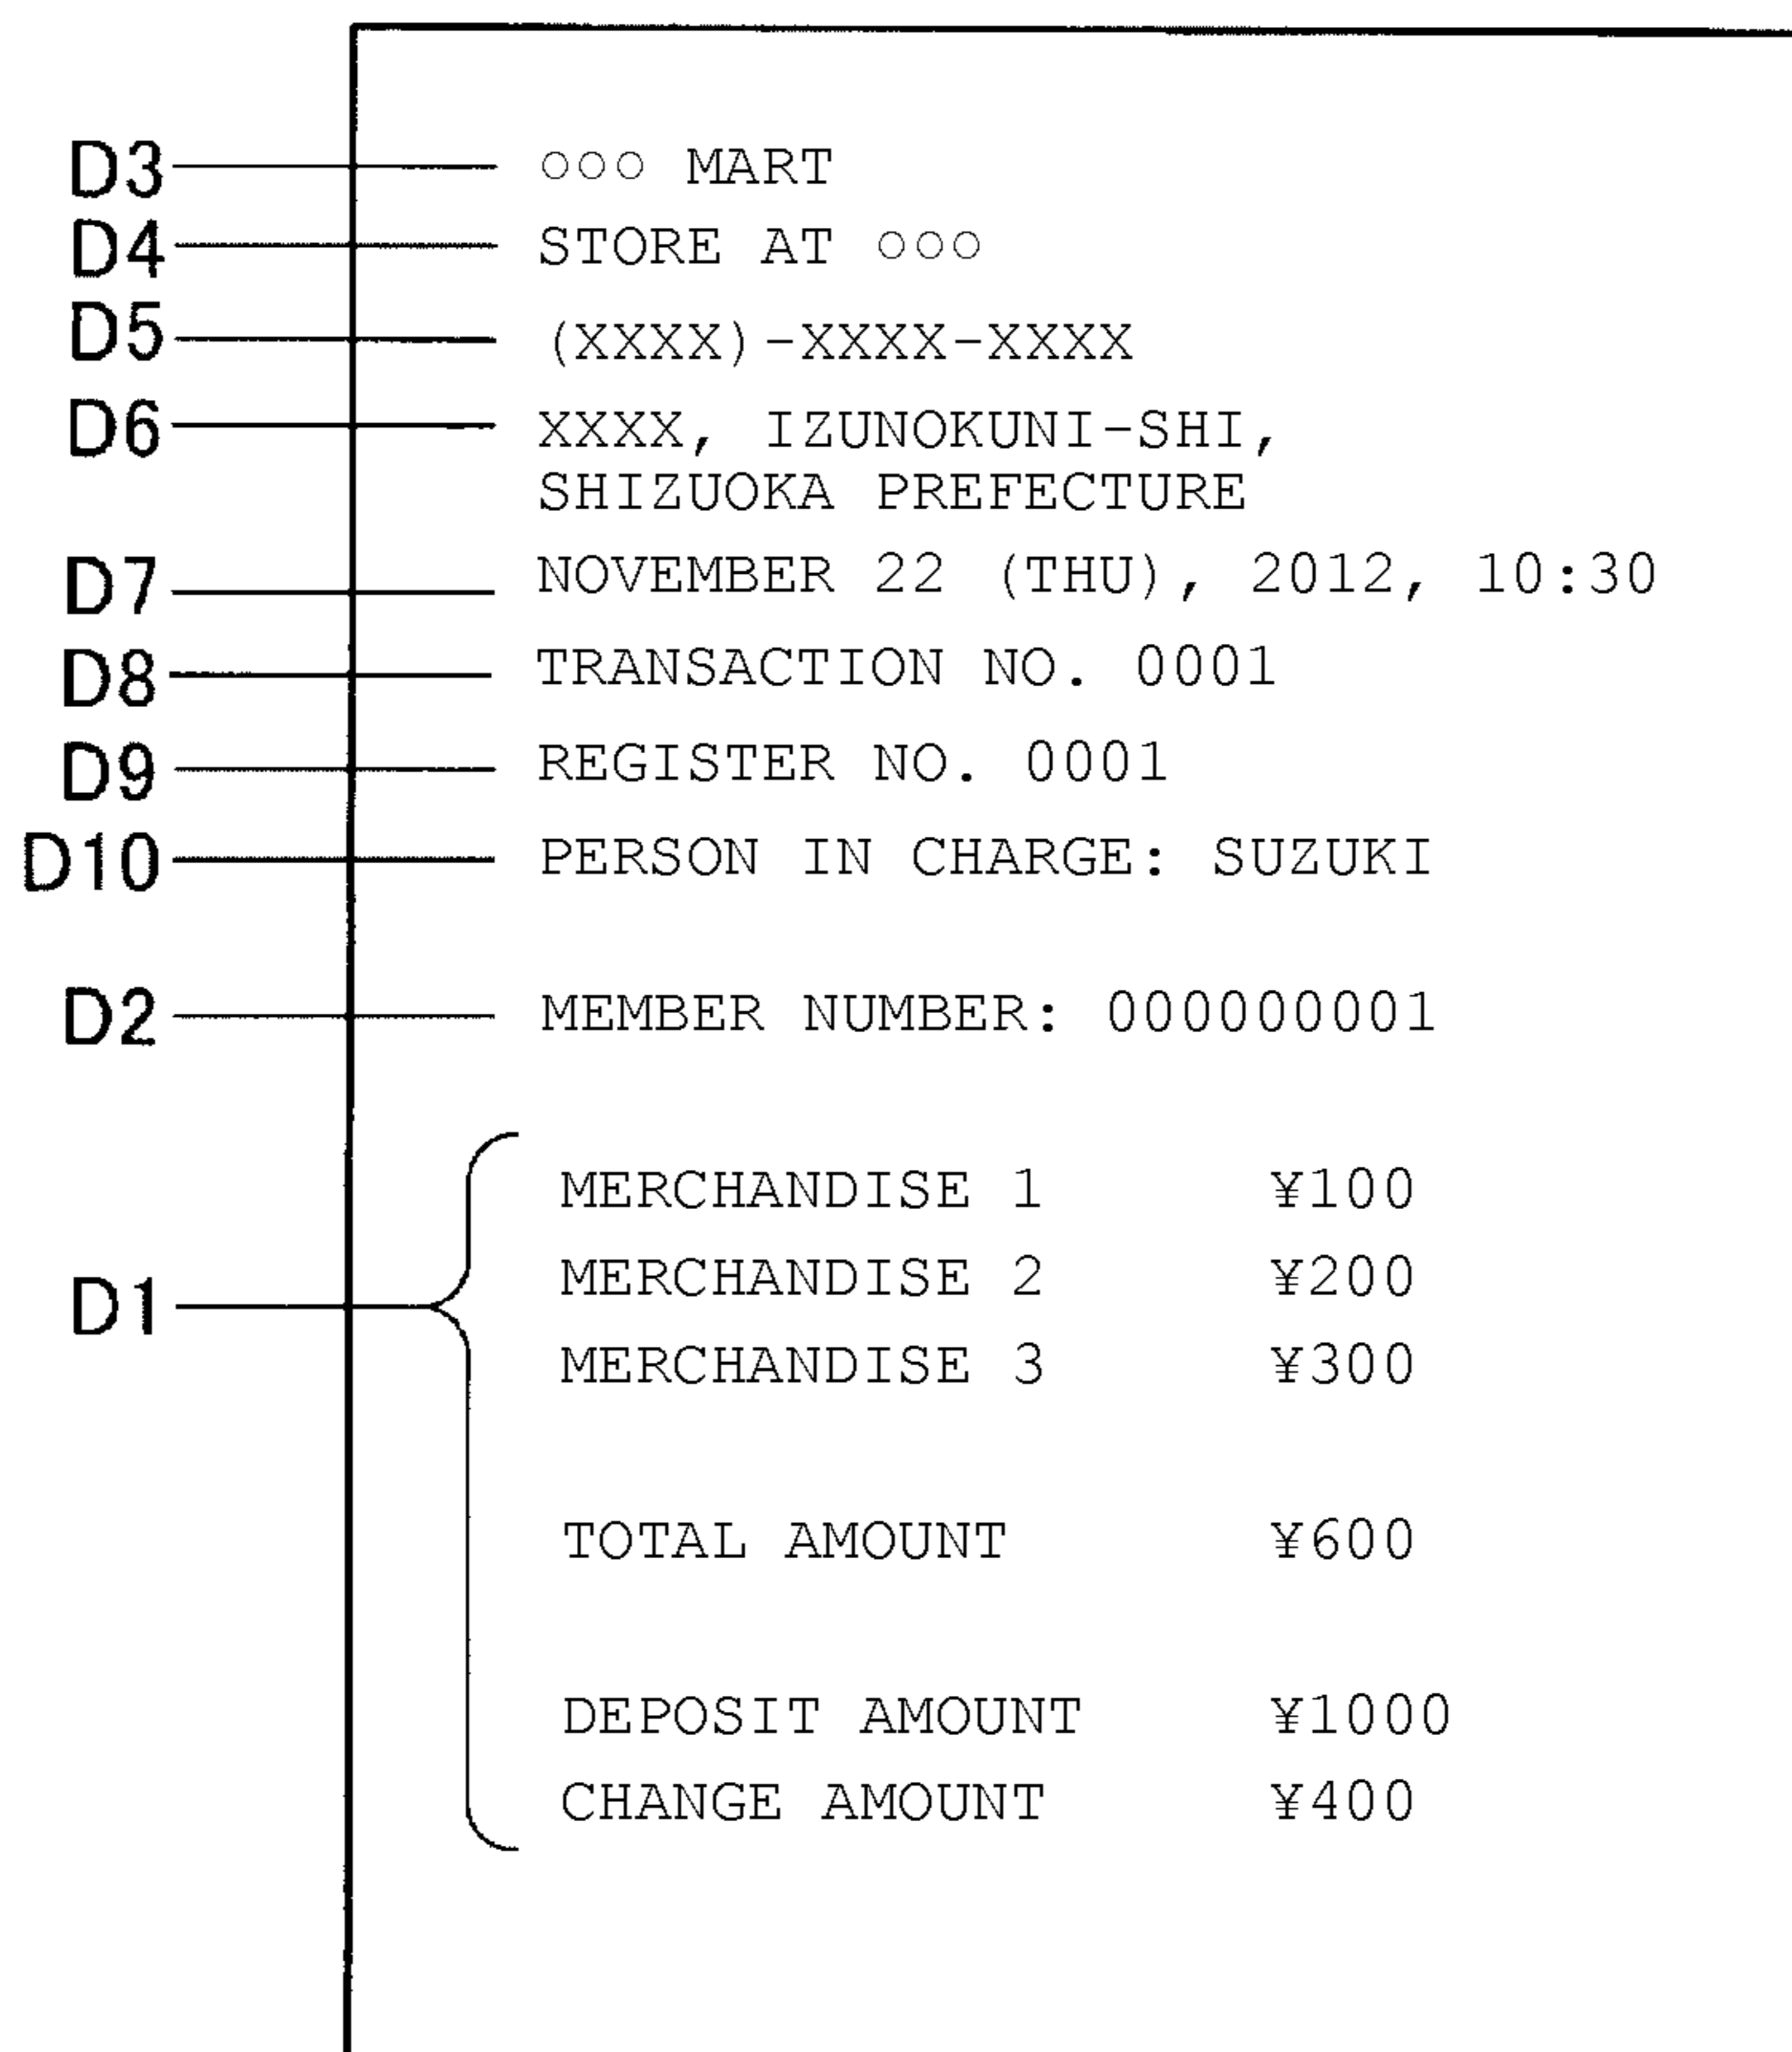 D3 ○○○ MART
D4 STORE AT ○○○
D5 (XXXX)-XXXX-XXXX
D6 XXXX, IZUNOKUNI-SHI,
SHIZUOKA PREFECTURE
D7 NOVEMBER 22 (THU), 2012, 10:30
D8 TRANSACTION NO. 0001
D9 REGISTER NO. 0001
D10 PERSON IN CHARGE: SUZUKI
D2 MEMBER NUMBER: 000000001
MERCHANDISE 1 ¥100
MERCHANDISE 2 ¥200
D1
MERCHANDISE 3 ¥300
TOTAL AMOUNT ¥600
DEPOSIT AMOUNT ¥1000
CHANGE AMOUNT ¥400